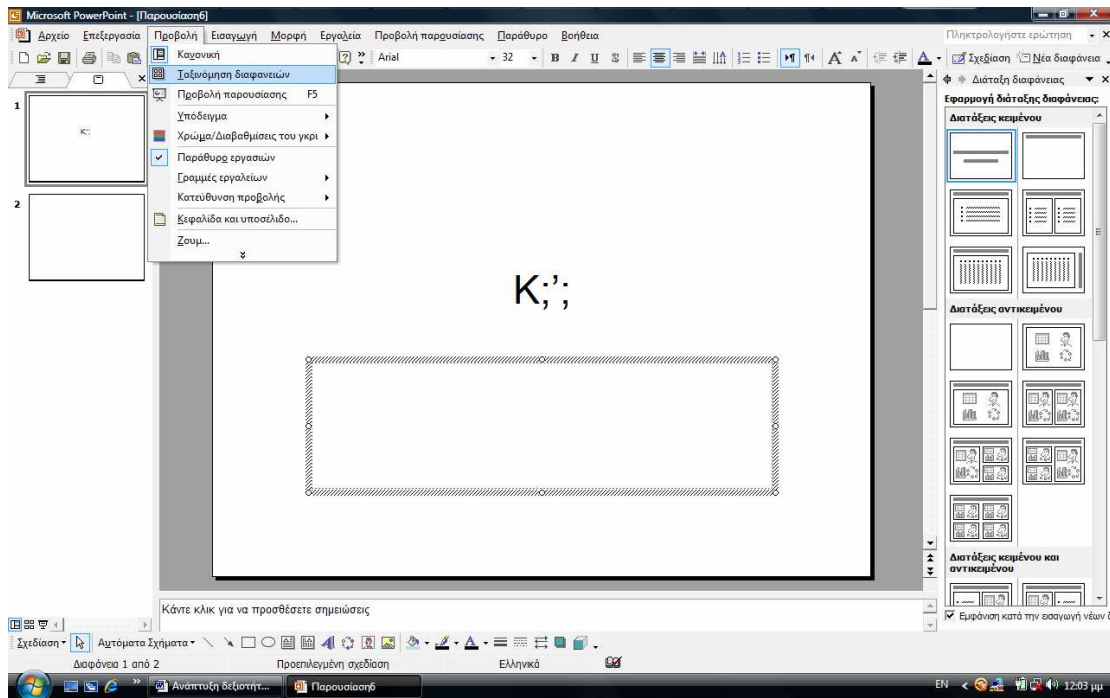 Microsoft PowerPoint - [Παρουσίαση6]
Αρχείο Επεξεργασία Προβολή Εισαγωγή Μορφή Εργαλεία Προβολή παρουσίασης Παράθυρο Βοήθεια
Πληκτρολογήστε ερώτηση
Arial 32 B I U S
Σχεδίαση Νέα διαφάνεια
Κανονική
Ταξινόμηση διαφανειών
Προβολή παρουσίασης F5
Υπόδειγμα
Χρώμα/Διαβαθμίσεις του γκρι
Παράθυρο εργασιών
Γραμμές εργαλείων
Κατεύθυνση προβολής
Κεφαλίδα και υποσέλιδο...
Ζουμ...
1
2
K;’;
Διάταξη διαφάνειας
Εφαρμογή διάταξης διαφάνειας:
Διατάξεις κειμένου
Διατάξεις αντικειμένου
Διατάξεις κειμένου και
αντικειμένου
Εμφάνιση κατά την εισαγωγή νέων
Κάντε κλικ για να προσθέσετε σημειώσεις
Σχεδίαση Αυτόματα Σχήματα
Διαφάνεια 1 από 2 Προεπιλεγμένη σχεδίαση Ελληνικά
Ανάπτυξη δεξιοτήτ... Παρουσίαση6 EN 12:03 μμ